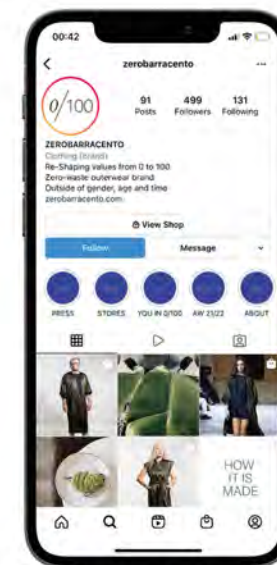 00:42
zerobarracento
0/100
91 499 131
Posts Followers Following
ZEROBARRACENTO
Clothing (brand)
Re-Shaping values from 0 to 100
Zero-waste outerwear brand
Outside of gender, age and time
zerobarracento.com
View Shop
Follow Message
PRESS STORES YOU IN 0/100 AW 21/22 ABOUT
HOW
IT IS
MADE